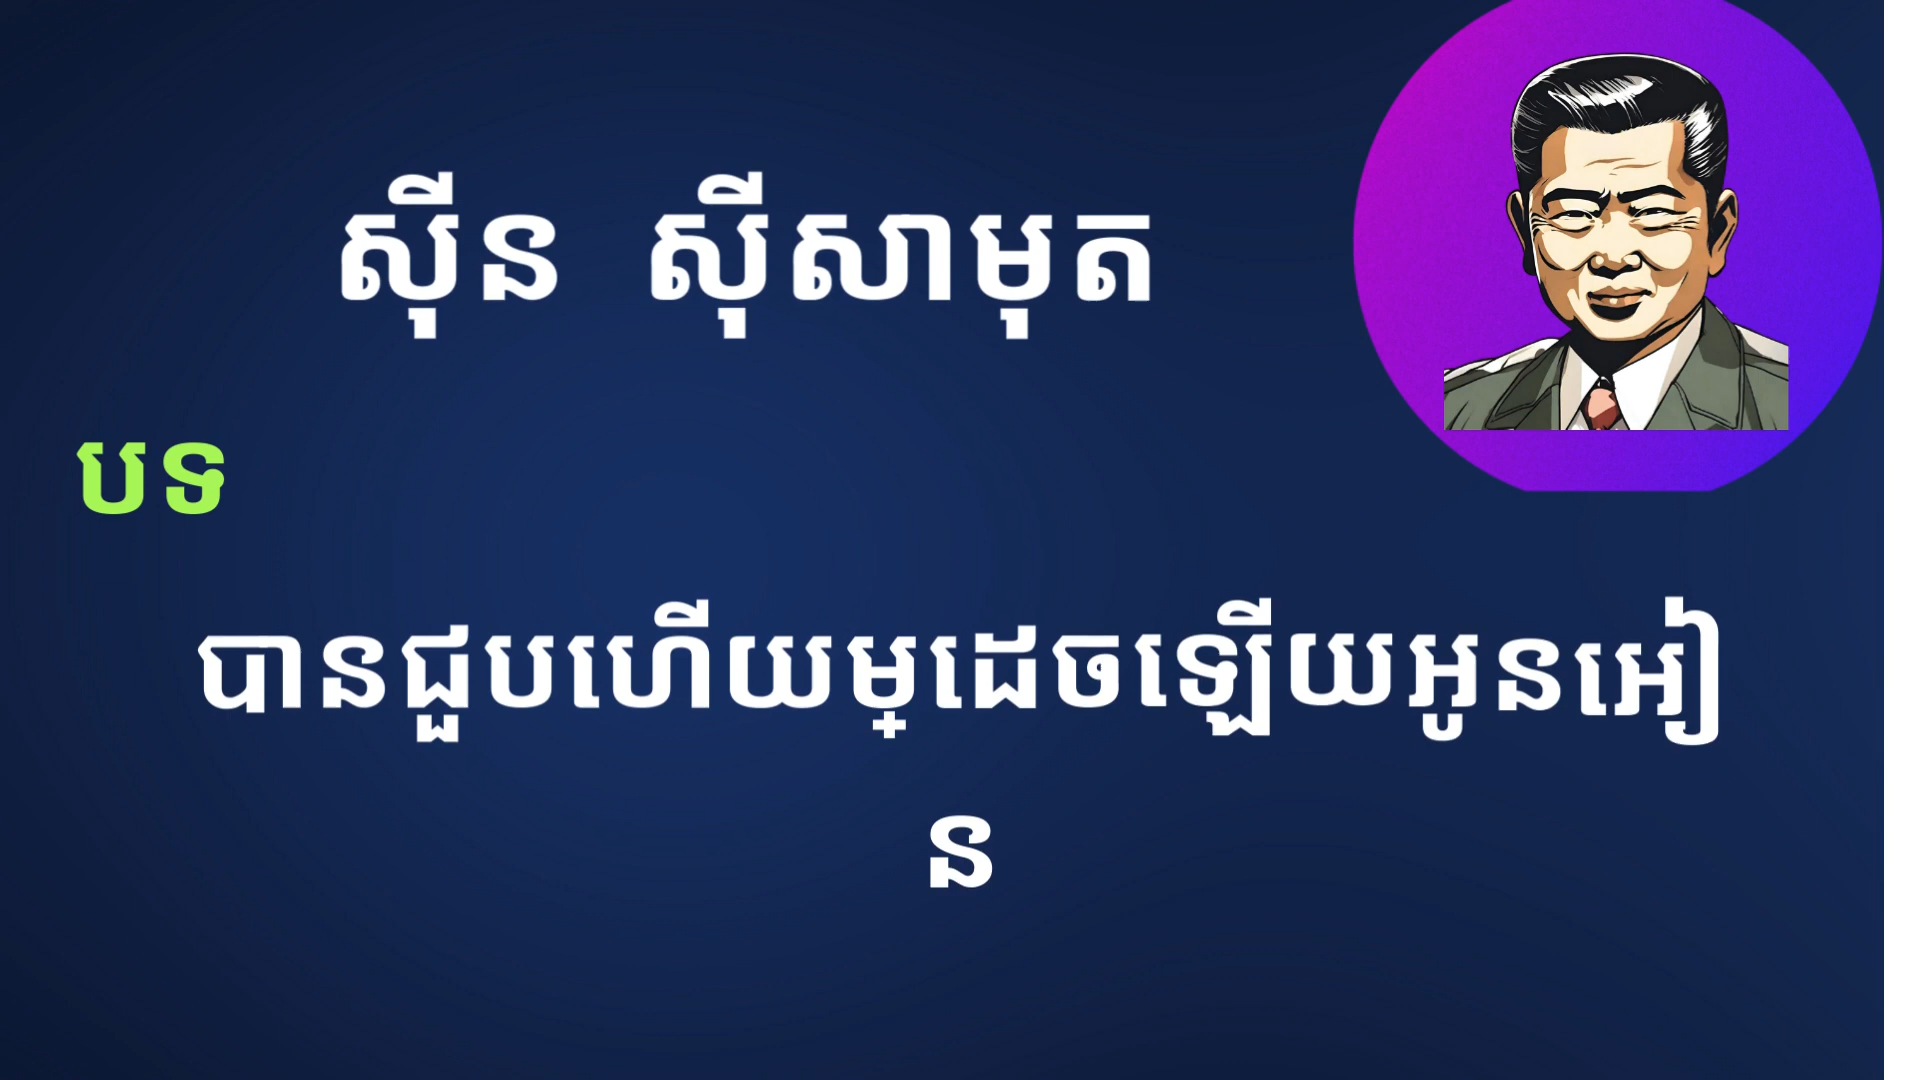 ស៊ីន ស៊ីសាមុត
បទ
បានជួបហើយម្ដេចឡើយអូនអៀ
ន